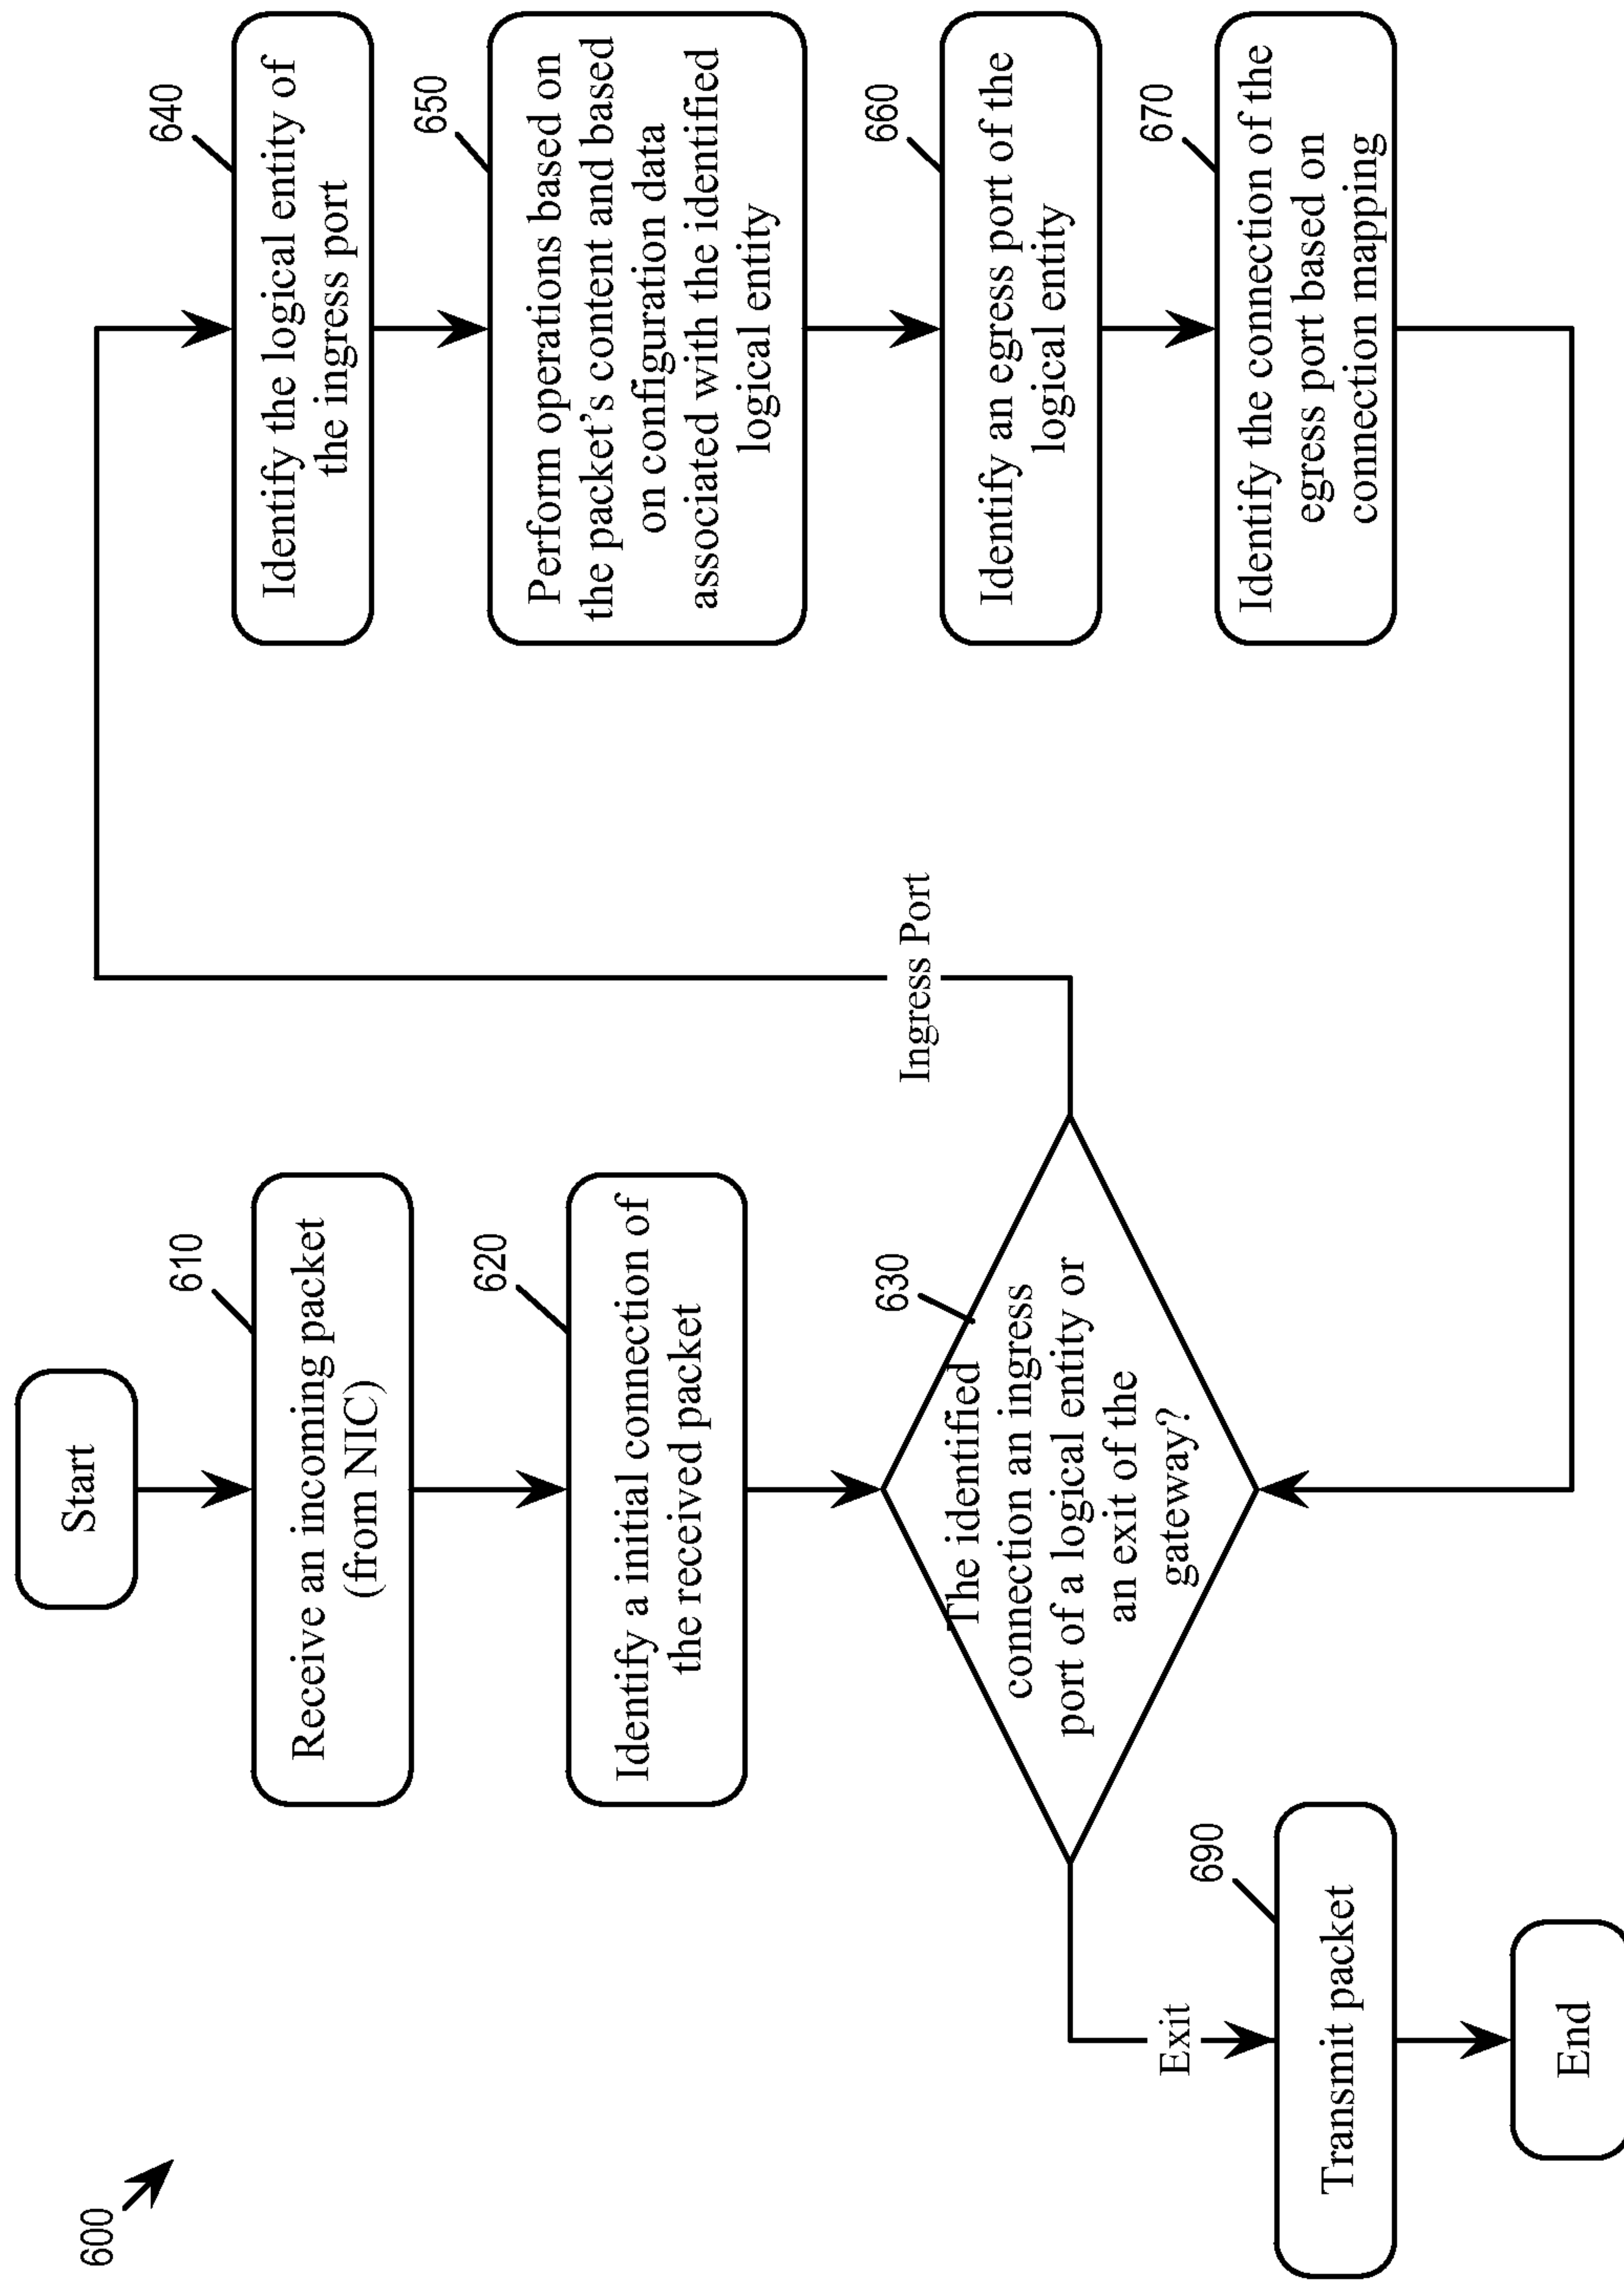 600
Start
610
Receive an incoming packet
(from NIC)
620
Identify a initial connection of
the received packet
630
The identified
connection an ingress
port of a logical entity or
an exit of the
gateway?
Exit
690
Transmit packet
End
Ingress Port
640
Identify the logical entity of
the ingress port
650
Perform operations based on
the packet's content and based
on configuration data
associated with the identified
logical entity
660
Identify an egress port of the
logical entity
670
Identify the connection of the
egress port based on
connection mapping